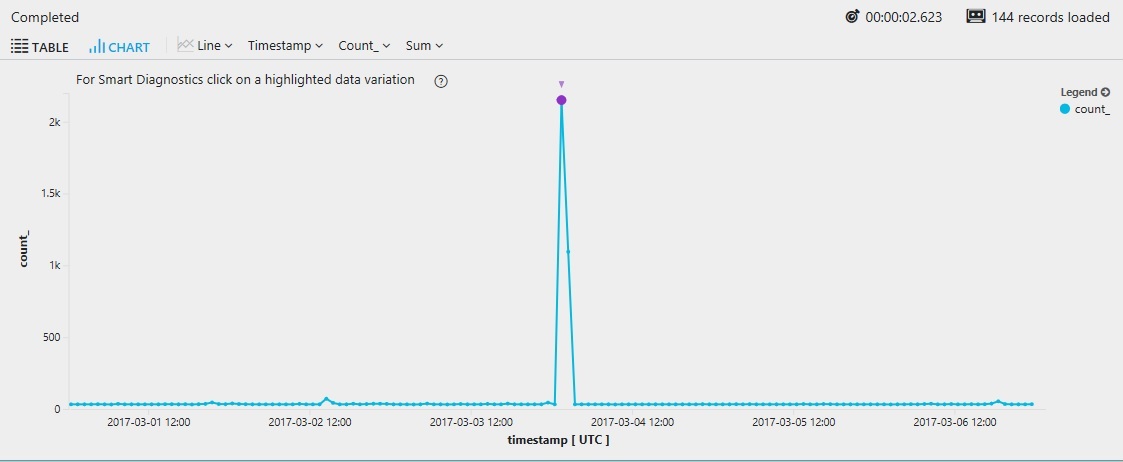 Completed 00:00:02.623 144 records loaded
TABLE CHART Line Timestamp Count_ Sum
For Smart Diagnostics click on a highlighted data variation ?
Legend
count_
2k
1.5k
1k
500
0
count_
2017-03-01 12:00 2017-03-02 12:00 2017-03-03 12:00 2017-03-04 12:00 2017-03-05 12:00 2017-03-06 12:00
timestamp [ UTC ]